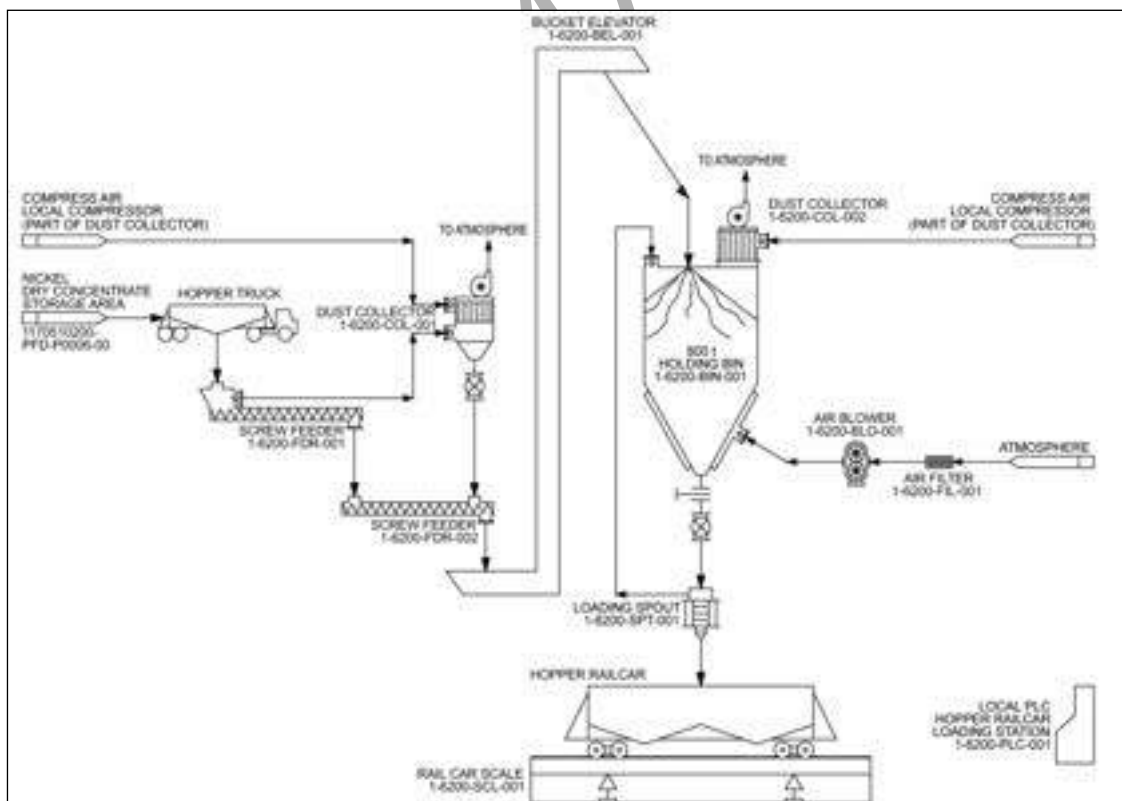 BUCKET ELEVATOR
1-6200-BEL-001
TO ATMOSPHERE
COMPRESS AIR
LOCAL COMPRESSOR
(PART OF DUST COLLECTOR)
DUST COLLECTOR
1-6200-COL-002
COMPRESS AIR
LOCAL COMPRESSOR
(PART OF DUST COLLECTOR)
TO ATMOSPHERE
NICKEL
DRY CONCENTRATE
STORAGE AREA
HOPPER TRUCK
DUST COLLECTOR
1-6200-COL-001
PFD-P0006-00
HOLDING BIN
1-6200-BIN-001
SCREW FEEDER
1-6200-FDR-001
AIR BLOWER
1-6200-BLO-001
ATMOSPHERE
AIR FILTER
1-6200-FIL-001
SCREW FEEDER
1-6200-FDR-002
LOADING SPOUT
1-6200-SPT-001
HOPPER RAILCAR
LOCAL PLC
HOPPER RAILCAR
LOADING STATION
1-6200-PLC-001
RAIL CAR SCALE
1-6200-SCL-001